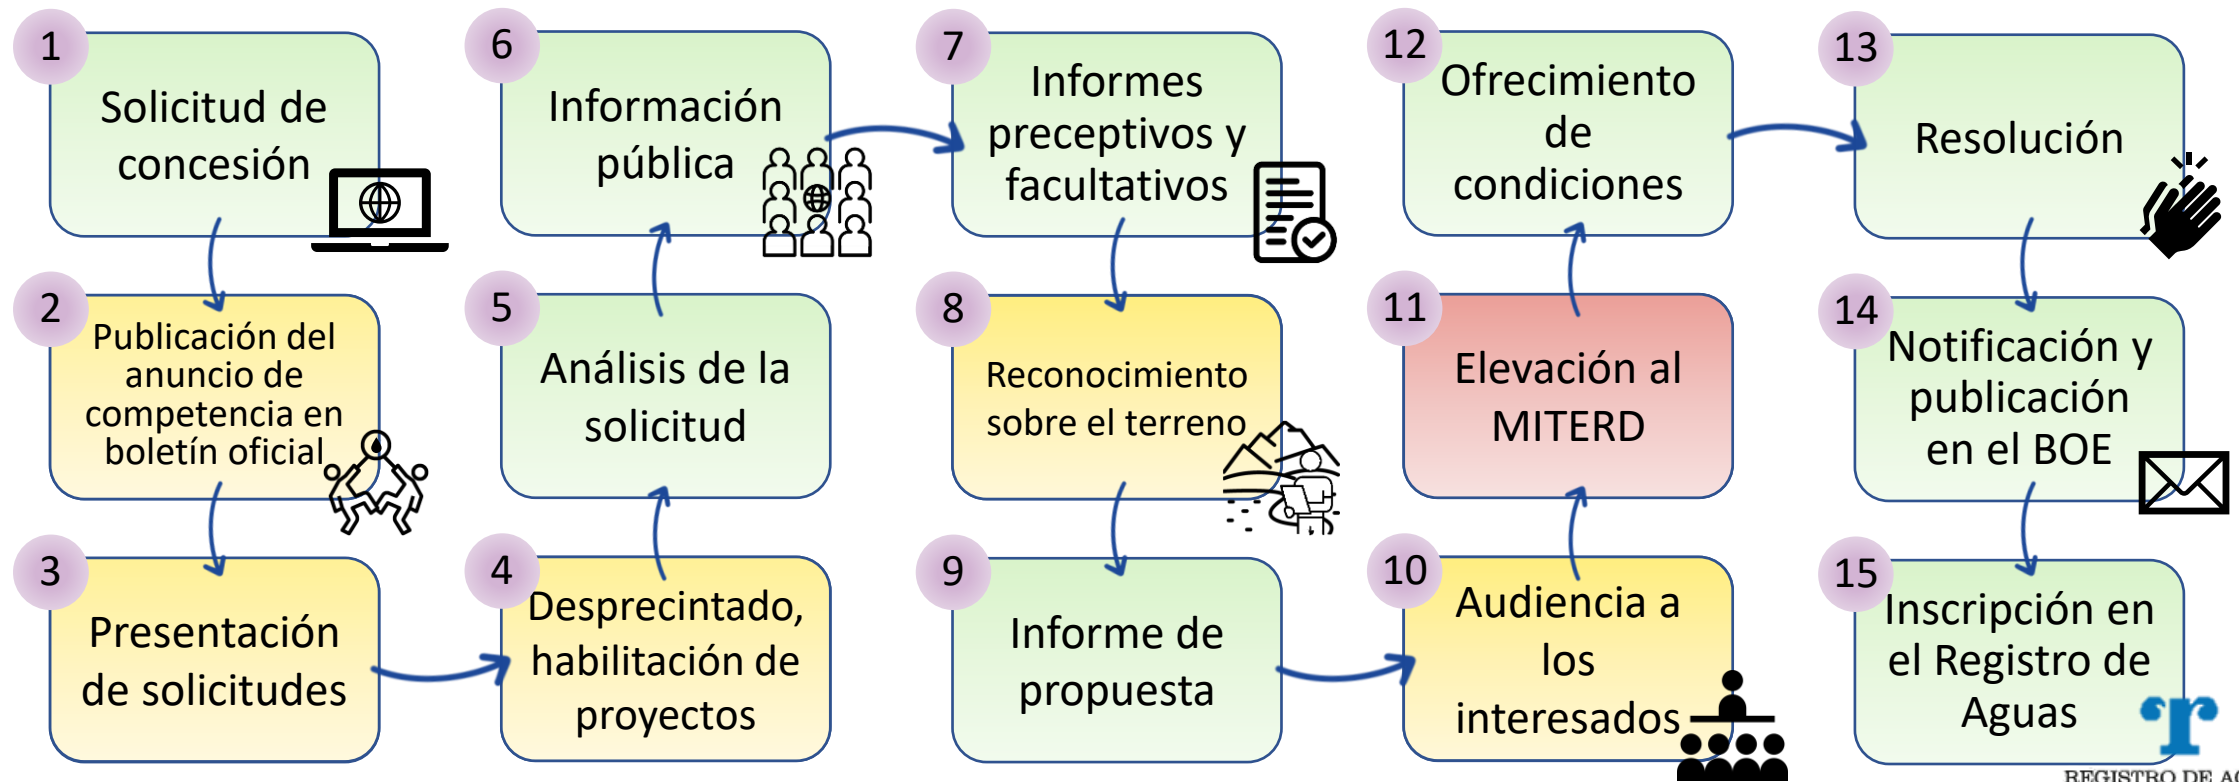 1
Solicitud de
concesión
2
Publicación del
anuncio de
competencia en
boletín oficial
3
Presentación
de solicitudes
4
Desprecintado,
habilitación de
proyectos
5
Análisis de la
solicitud
6
Información
pública
7
Informes
preceptivos y
facultativos
8
Reconocimiento
sobre el terreno
9
Informe de
propuesta
10
Audiencia a
los
interesados
11
Elevación al
MITERD
12
Ofrecimiento
de
condiciones
13
Resolución
14
Notificación y
publicación
en el BOE
15
Inscripción en
el Registro de
Aguas
REGISTRO DE